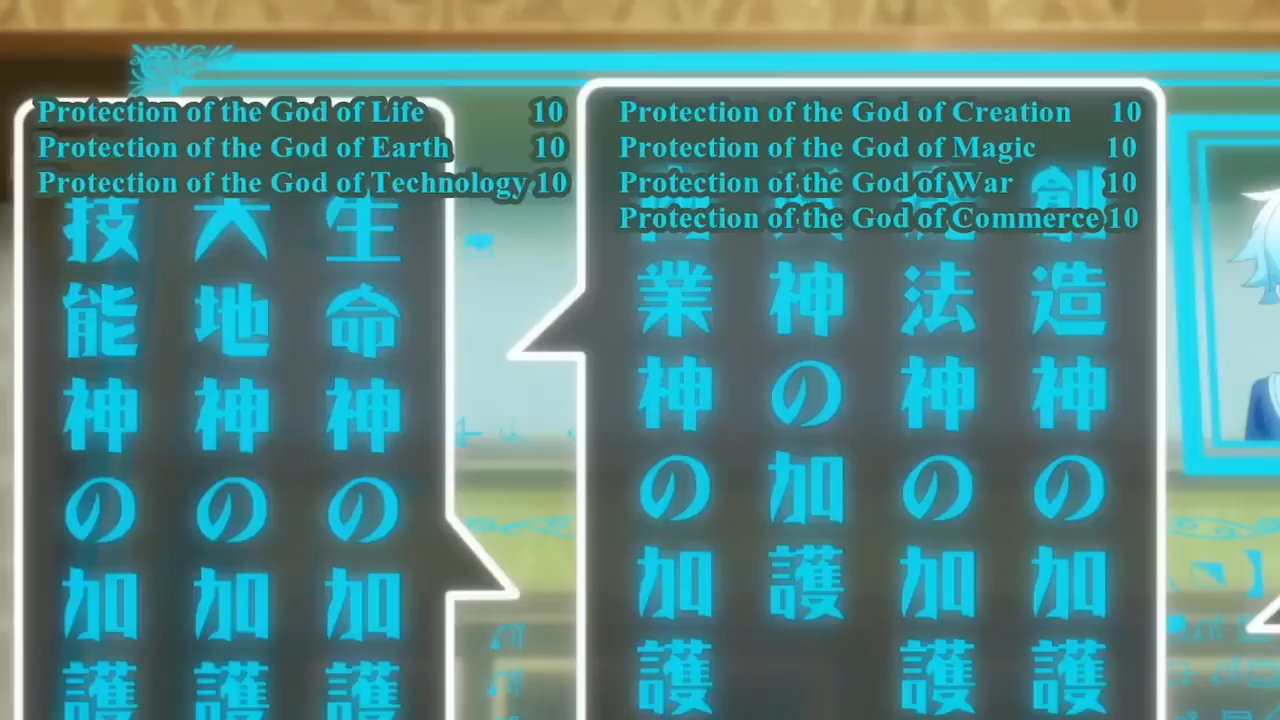 Protection of the God of Life 10
Protection of the God of Earth 10
Protection of the God of Technology 10
Protection of the God of Creation 10
Protection of the God of Magic 10
Protection of the God of War 10
Protection of the God of Commerce 10
創造神の加護
法神の加護
神の加護
業神の加護
生命神の加護
大地神の加護
技能神の加護